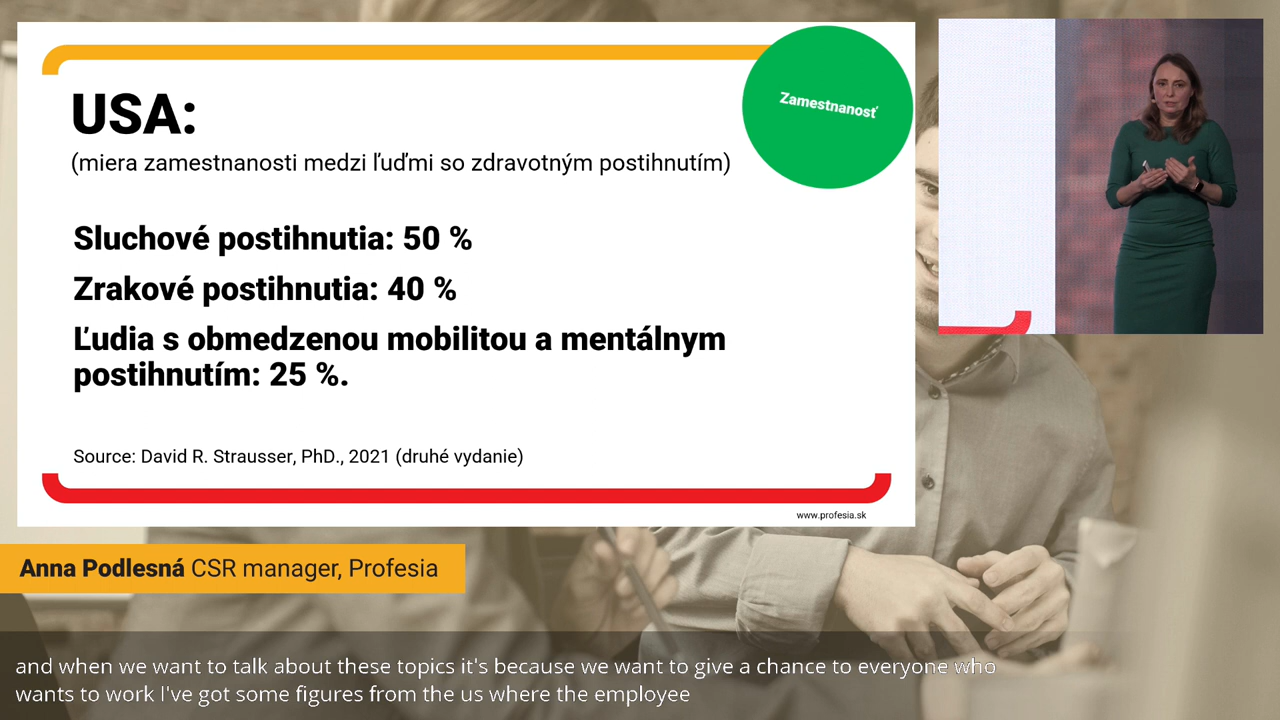 USA:
(miera zamestnanosti medzi ľuďmi so zdravotným postihnutím)
Zamestnanosť
Sluchové postihnutia: 50 %
Zrakové postihnutia: 40 %
Ľudia s obmedzenou mobilitou a mentálnym
postihnutím: 25 %.
Source: David R. Strausser, PhD., 2021 (druhé vydanie)
www.profesia.sk
Anna Podlesná CSR manager, Profesia
and when we want to talk about these topics it's because we want to give a chance to everyone who
wants to work I've got some figures from the us where the employee